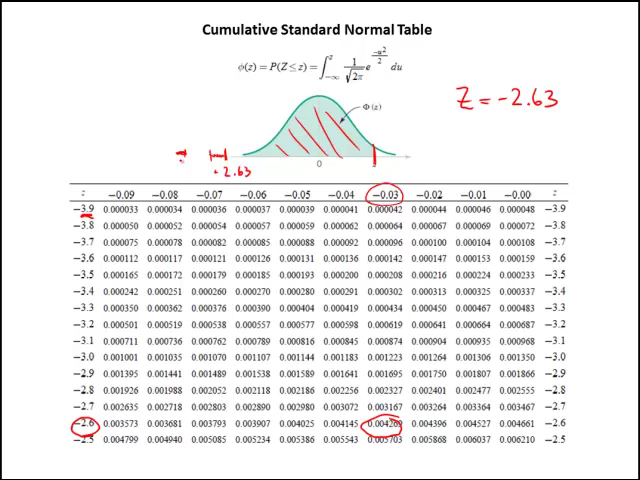 Cumulative Standard Normal Table
ϕ(z) = P(Z ≤ z) = ∫_{−∞}^{z} 1/√2π e^{−u²/2} du
Z = −2.63
Φ(z)
0 z
-2.63
z −0.09 −0.08 −0.07 −0.06 −0.05 −0.04 −0.03 −0.02 −0.01 −0.00 z
−3.9 0.000033 0.000034 0.000036 0.000037 0.000039 0.000041 0.000042 0.000044 0.000046 0.000048 −3.9
−3.8 0.000050 0.000052 0.000054 0.000057 0.000059 0.000062 0.000064 0.000067 0.000069 0.000072 −3.8
−3.7 0.000075 0.000078 0.000082 0.000085 0.000088 0.000092 0.000096 0.000100 0.000104 0.000108 −3.7
−3.6 0.000112 0.000117 0.000121 0.000126 0.000131 0.000136 0.000142 0.000147 0.000153 0.000159 −3.6
−3.5 0.000165 0.000172 0.000179 0.000185 0.000193 0.000200 0.000208 0.000216 0.000224 0.000233 −3.5
−3.4 0.000242 0.000251 0.000260 0.000270 0.000280 0.000291 0.000302 0.000313 0.000325 0.000337 −3.4
−3.3 0.000350 0.000362 0.000376 0.000390 0.000404 0.000419 0.000434 0.000450 0.000467 0.000483 −3.3
−3.2 0.000501 0.000519 0.000538 0.000557 0.000577 0.000598 0.000619 0.000641 0.000664 0.000687 −3.2
−3.1 0.000711 0.000736 0.000762 0.000789 0.000816 0.000845 0.000874 0.000904 0.000935 0.000968 −3.1
−3.0 0.001001 0.001035 0.001070 0.001107 0.001144 0.001183 0.001223 0.001264 0.001306 0.001350 −3.0
−2.9 0.001395 0.001441 0.001489 0.001538 0.001589 0.001641 0.001695 0.001750 0.001807 0.001866 −2.9
−2.8 0.001926 0.001988 0.002052 0.002118 0.002186 0.002256 0.002327 0.002401 0.002477 0.002555 −2.8
−2.7 0.002635 0.002718 0.002803 0.002890 0.002980 0.003072 0.003167 0.003264 0.003364 0.003467 −2.7
−2.6 0.003573 0.003681 0.003793 0.003907 0.004025 0.004145 0.004269 0.004396 0.004527 0.004661 −2.6
−2.5 0.004799 0.004940 0.005085 0.005234 0.005386 0.005543 0.005703 0.005868 0.006037 0.006210 −2.5